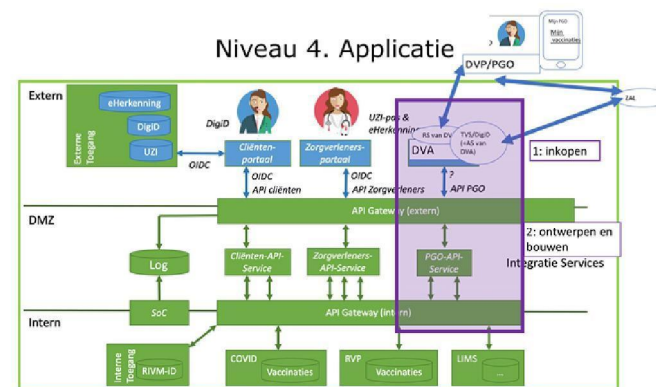 Niveau 4. Applicatie
Mijn PGO
Mijn
vaccinaties
DVP/PGO
ZAL
Extern
eHerkenning
DigiD
UZI
Externe
Toegang
OIDC
DigiD
Cliënten-
portaal
OIDC
API cliënten
Zorgverleners-
portaal
OIDC
API Zorgverleners
UZI-pas &
eHerkenning
RS van DV
TVS/DigiD
(=AS van
DVA)
DVA
?
API PGO
1: inkopen
API Gateway (extern)
DMZ
2: ontwerpen en
bouwen
Integratie Services
Log
Cliënten-API-
Service
Zorgverleners-
API-Service
PGO-API-
Service
SoC
API Gateway (intern)
Intern
Interne
Toegang
RIVM-iD
COVID
Vaccinaties
RVP
Vaccinaties
LIMS
...